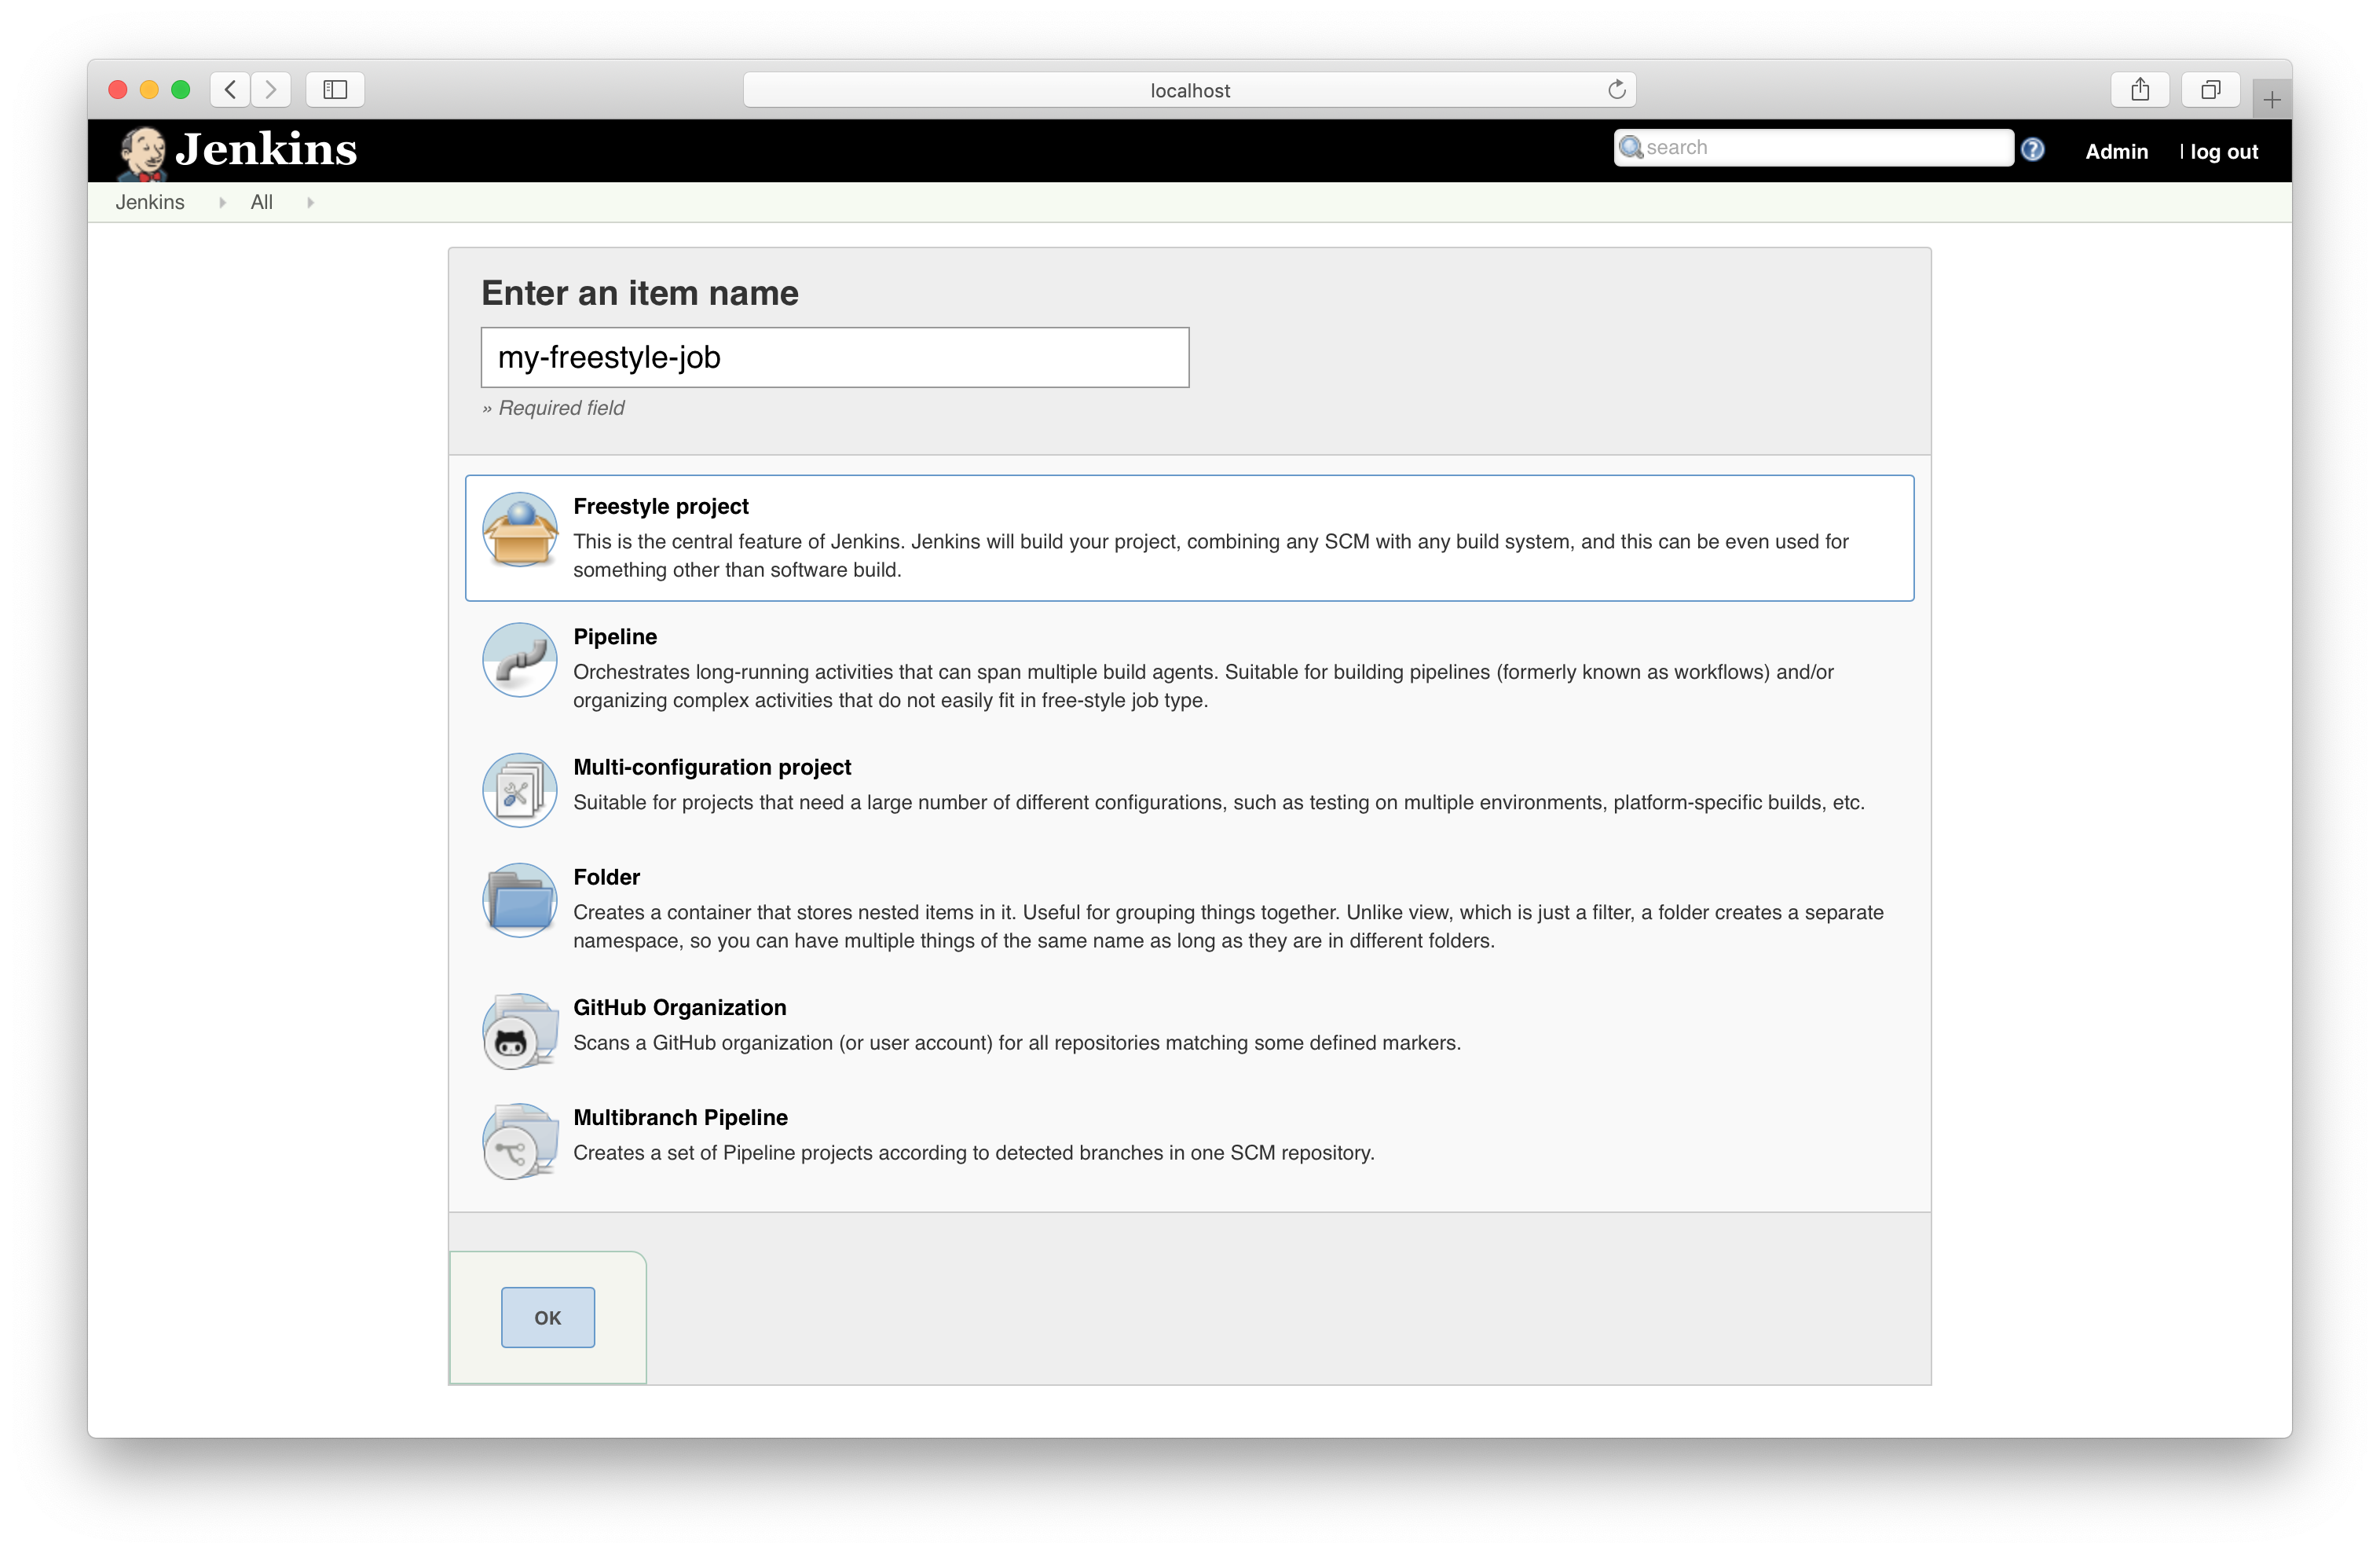 localhost
Jenkins
search
Admin
| log out
Jenkins
All
Enter an item name
my-freestyle-job
» Required field
Freestyle project
This is the central feature of Jenkins. Jenkins will build your project, combining any SCM with any build system, and this can be even used for
something other than software build.
Pipeline
Orchestrates long-running activities that can span multiple build agents. Suitable for building pipelines (formerly known as workflows) and/or
organizing complex activities that do not easily fit in free-style job type.
Multi-configuration project
Suitable for projects that need a large number of different configurations, such as testing on multiple environments, platform-specific builds, etc.
Folder
Creates a container that stores nested items in it. Useful for grouping things together. Unlike view, which is just a filter, a folder creates a separate
namespace, so you can have multiple things of the same name as long as they are in different folders.
GitHub Organization
Scans a GitHub organization (or user account) for all repositories matching some defined markers.
Multibranch Pipeline
Creates a set of Pipeline projects according to detected branches in one SCM repository.
OK